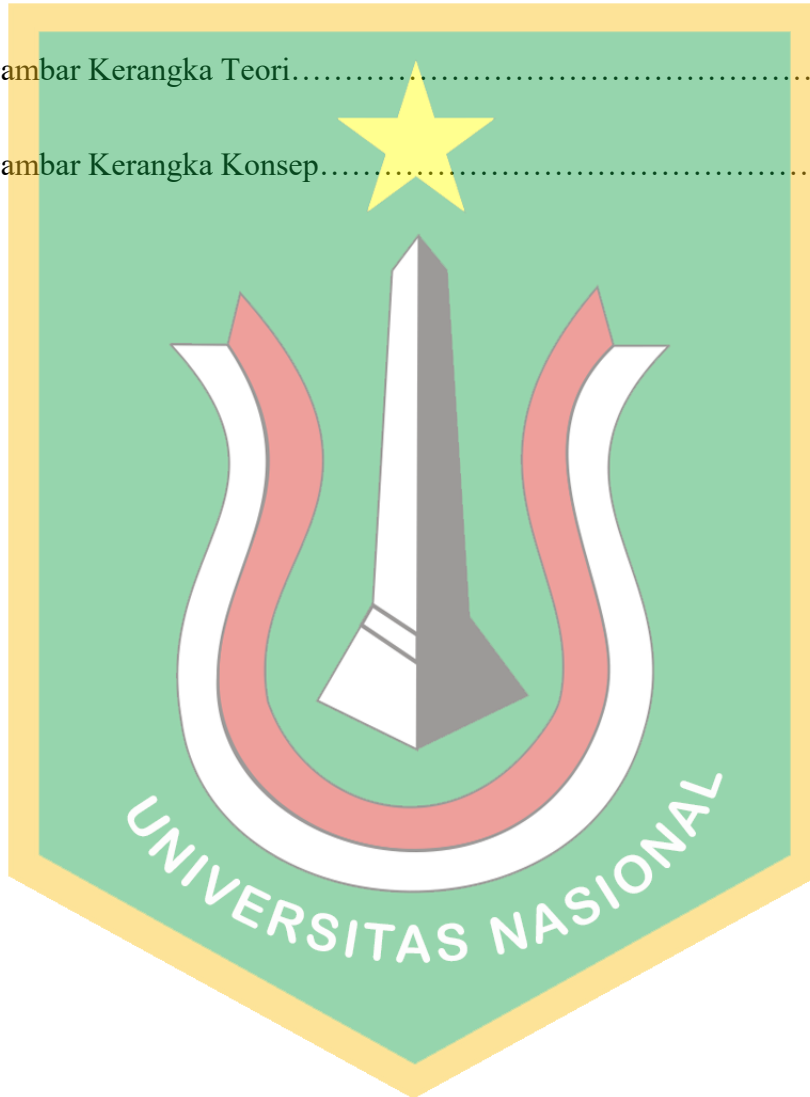 ambar Kerangka Teori……………………………………………
ambar Kerangka Konsep…………………………………………
UNIVERSITAS NASIONAL